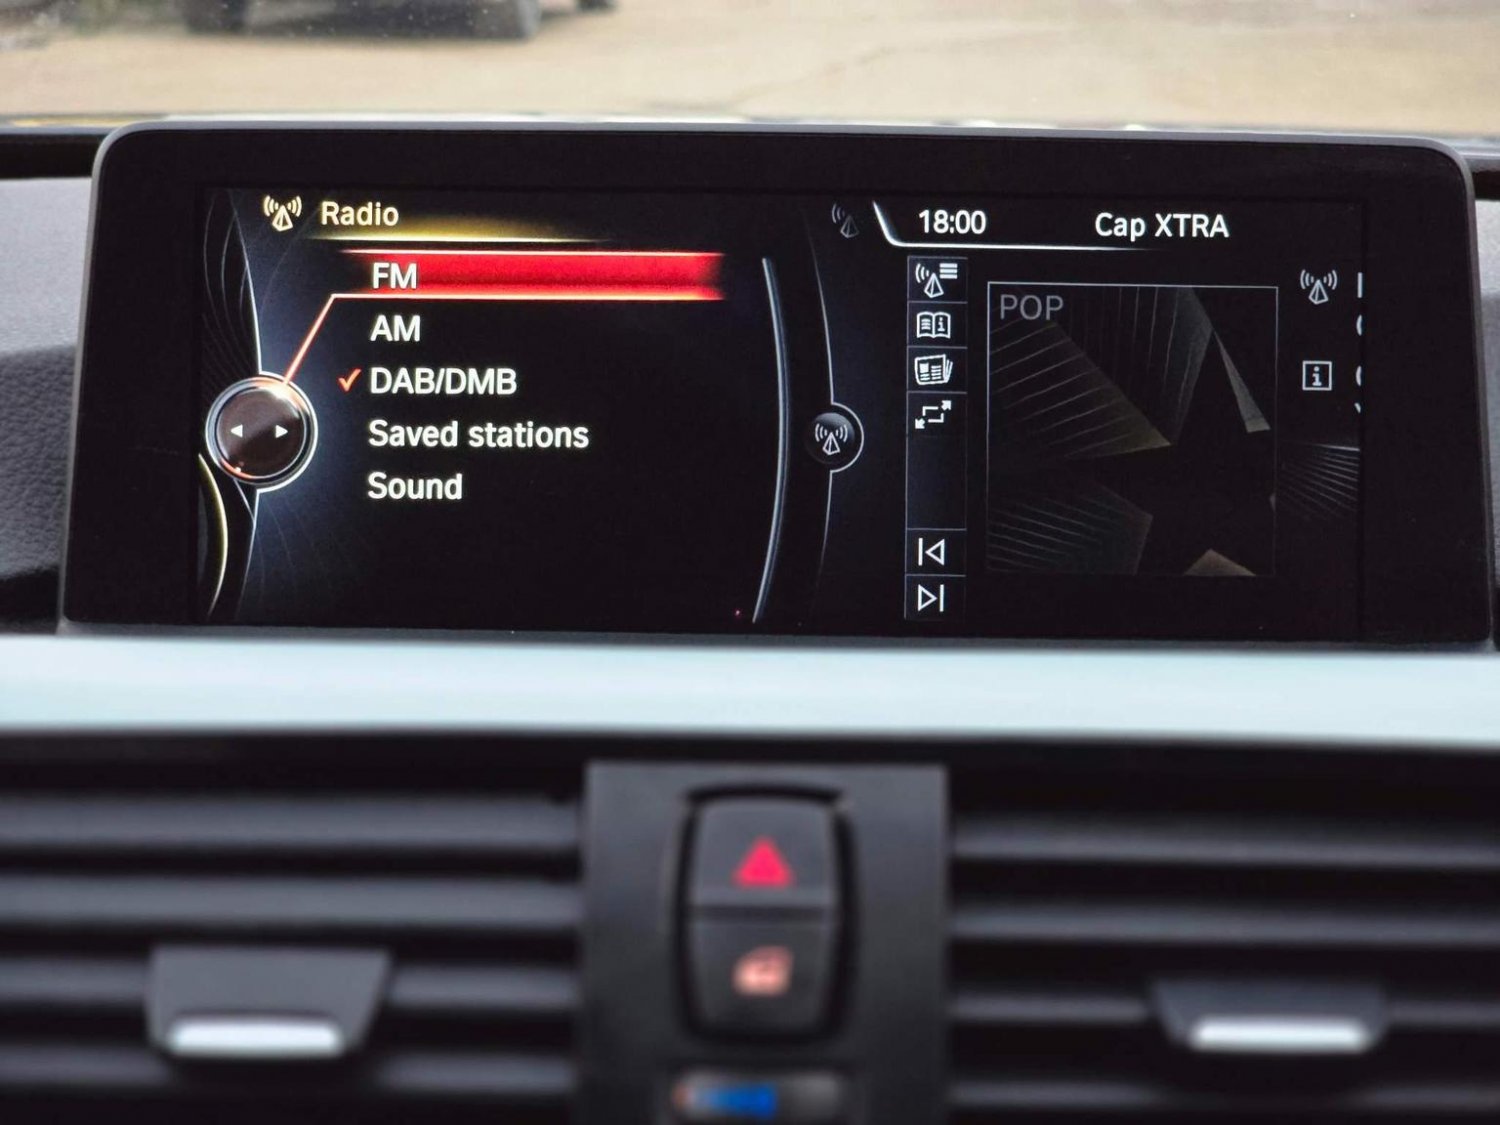 Radio
FM
AM
DAB/DMB
Saved stations
Sound
18:00
Cap XTRA
POP